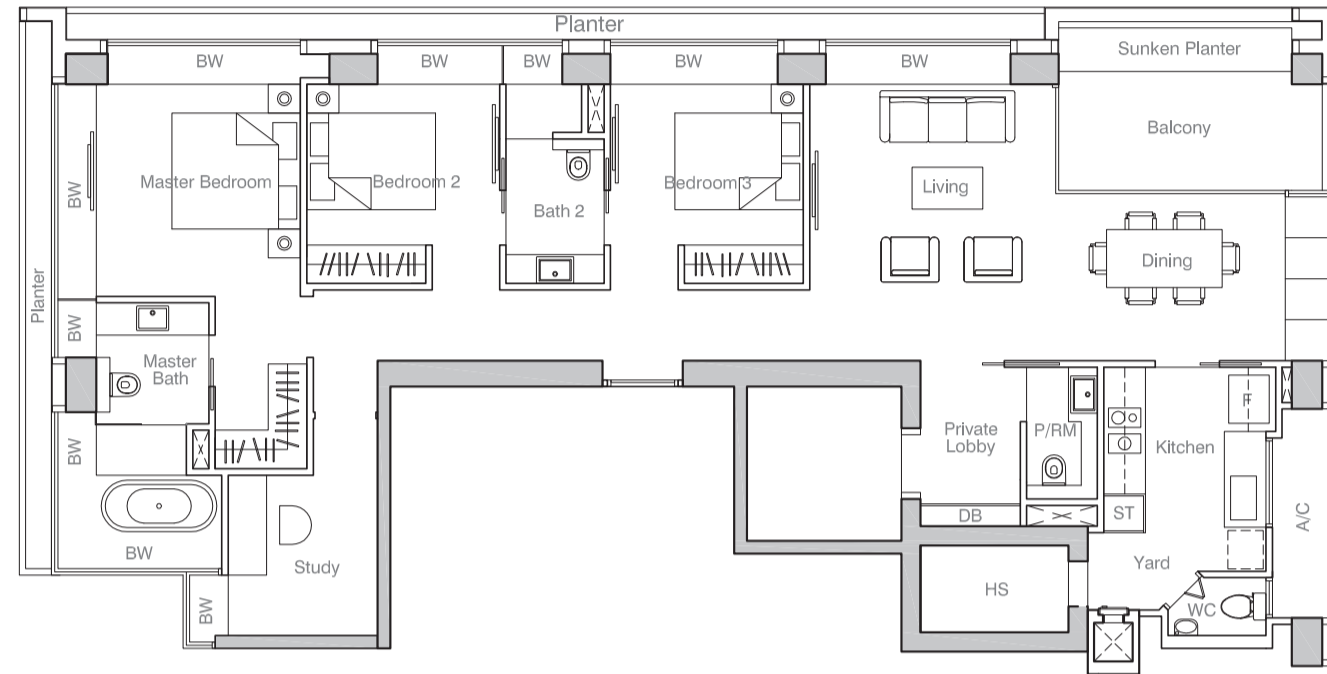 Planter
Sunken Planter
BW
BW
BW
BW
BW
Balcony
Master Bedroom
Bedroom 2
Bedroom 3
Living
BW
Bath 2
Dining
Planter
BW
Master
Bath
F
Private
Lobby
P/RM
Kitchen
BW
DB
ST
A/C
BW
Study
Yard
HS
BW
WC